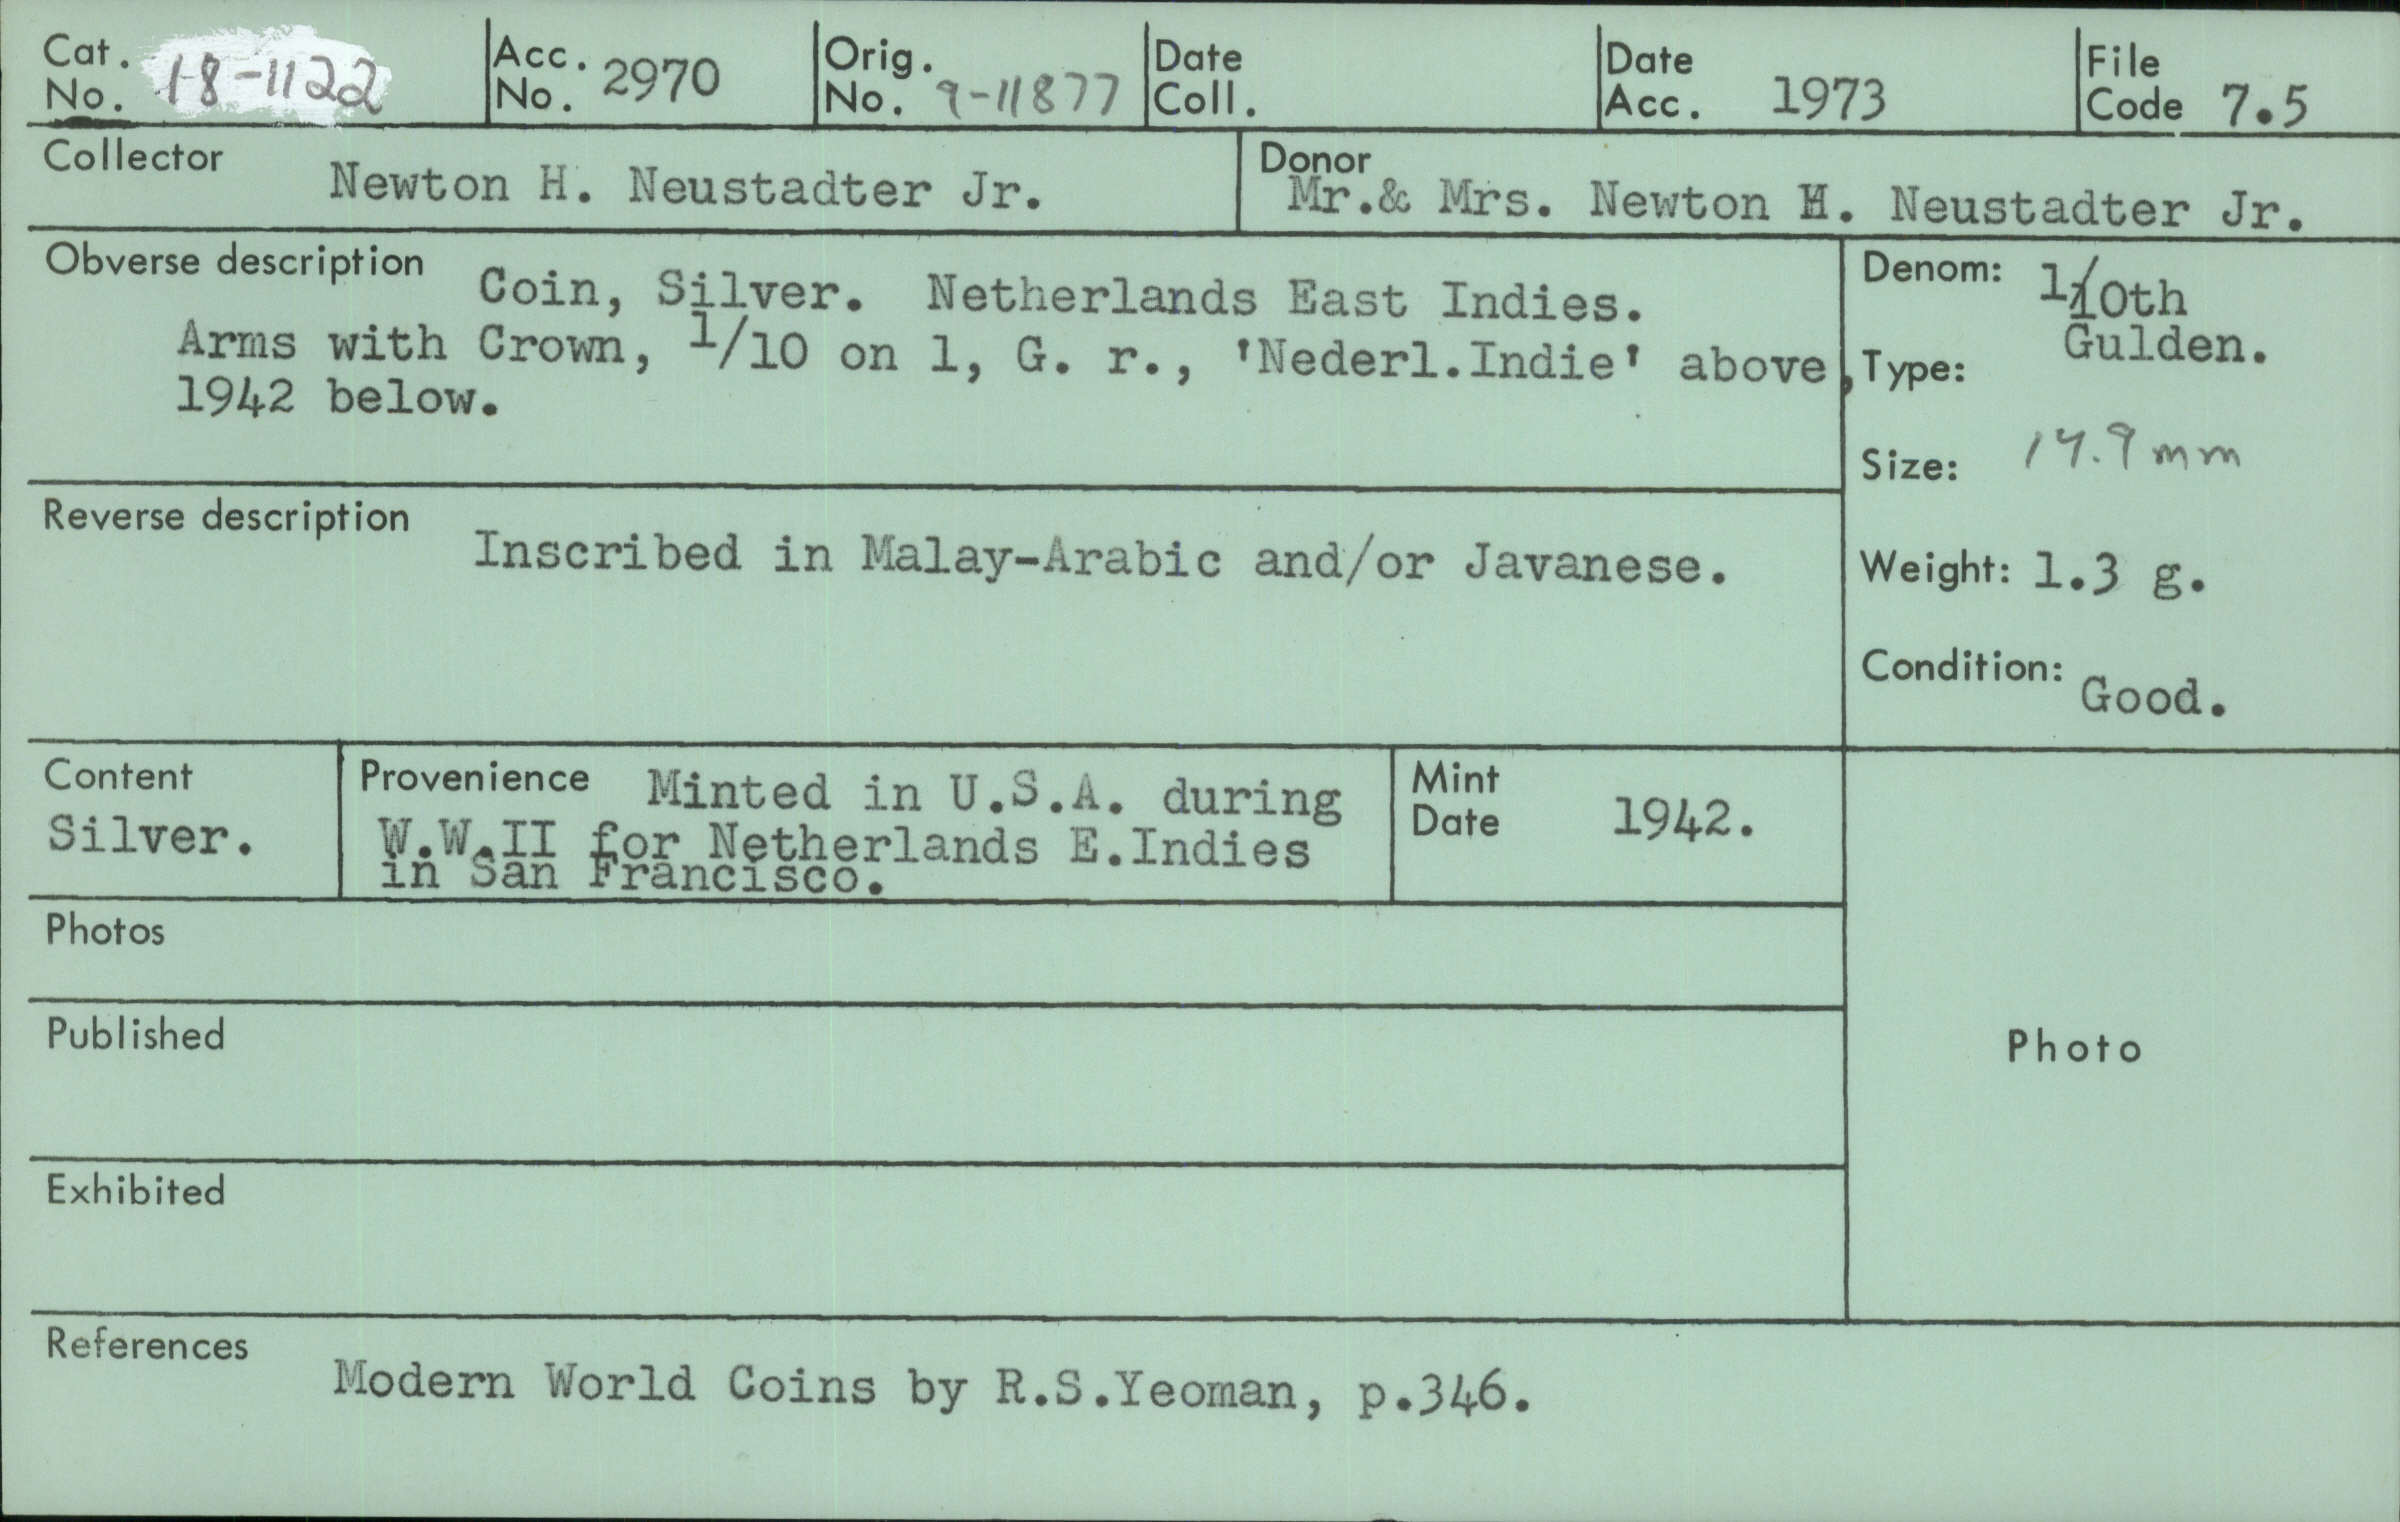 Cat. No. 18-1122 Acc. No. 2970 Orig. No. 9-11877 Date Coll. Date Acc. 1973 File Code 7.5
Collector Newton H. Neustadter Jr. Donor Mr.& Mrs. Newton H. Neustadter Jr.
Obverse description Coin, Silver. Netherlands East Indies.
Arms with Crown, 1/10 on 1, G. r., 'Nederl.Indie' above,
1942 below.
Denom: 1/10th
Gulden.
Type:
Size: mm
Weight: 1.3 g.
Condition: Good.
Reverse description Inscribed in Malay-Arabic and/or Javanese.
Content
Silver.
Provenience Minted in U.S.A. during
W.W.II for Netherlands E.Indies
in San Francisco.
Mint
Date 1942.
Photos
Published
Photo
Exhibited
References
Modern World Coins by R.S.Yeoman, p.346.